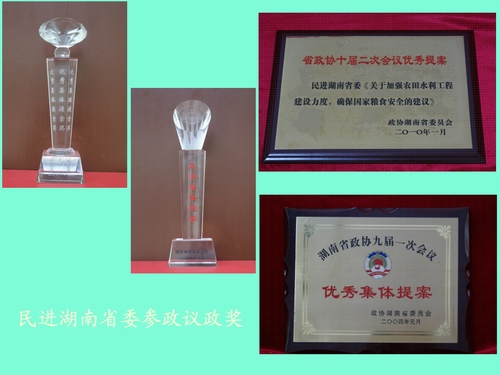 省政协十届二次会议优秀提案
民进湖南省委《关于加强农田水利工程
建设力度、确保国家粮食安全的建议》
政协湖南省委员会
二〇一〇年一月
湖南省政协九届一次会议
优秀集体提案
政协湖南省委员会
二〇〇四年元月
民进湖南省委参政议政奖